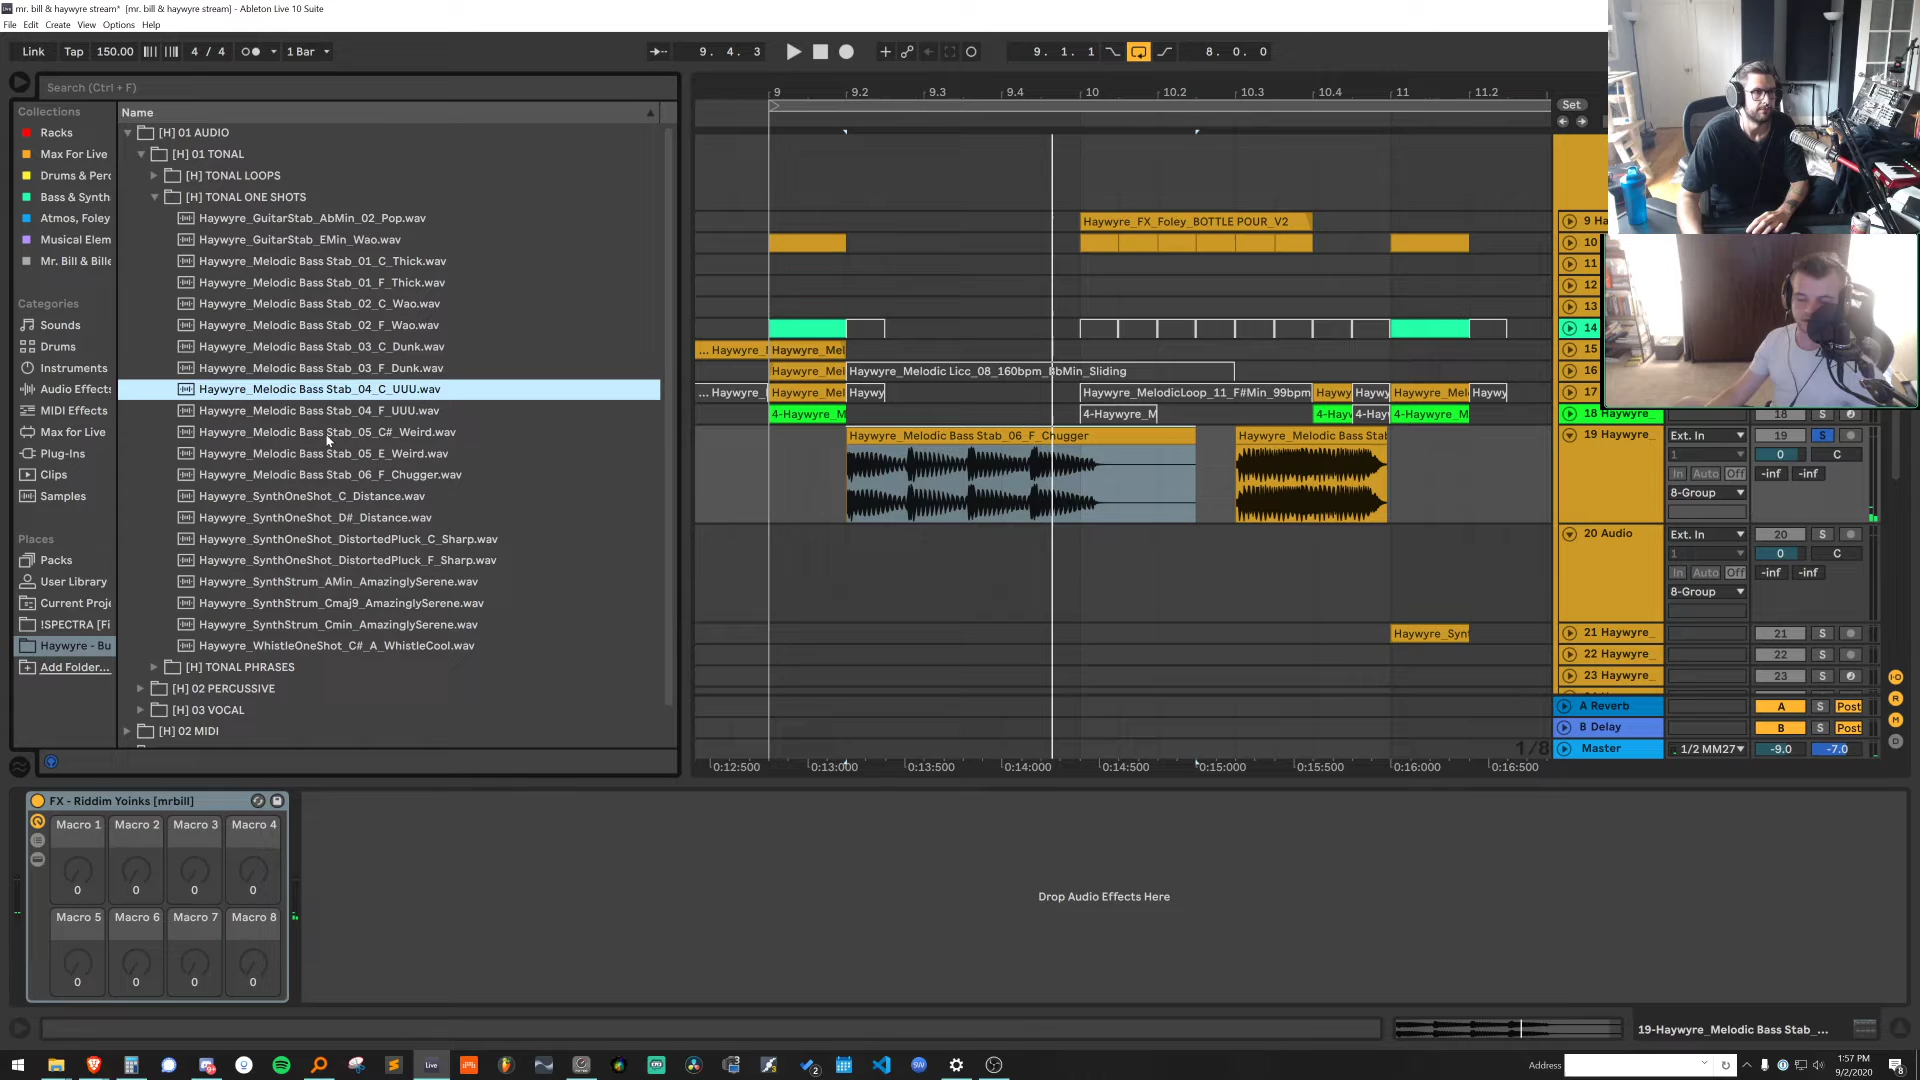 mr. bill & haywyre stream*  [mr. bill & haywyre stream] - Ableton Live 10 Suite
File Edit Create View Options Help
Link Tap 150.00 4 / 4 1 Bar 9. 4. 3 9. 1. 1 8. 0. 0
Search (Ctrl + F)
Collections
Racks
Max For Live
Drums & Perc
Bass & Synth
Atmos, Foley
Musical Elem
Mr. Bill & Bille
Categories
Sounds
Drums
Instruments
Audio Effects
MIDI Effects
Max for Live
Plug-Ins
Clips
Samples
Places
Packs
User Library
Current Proje
!SPECTRA [Fi
Haywyre - Bu
Add Folder...
Name
[H] 01 AUDIO
[H] 01 TONAL
[H] TONAL LOOPS
[H] TONAL ONE SHOTS
Haywyre_GuitarStab_AbMin_02_Pop.wav
Haywyre_GuitarStab_EMin_Wao.wav
Haywyre_Melodic Bass Stab_01_C_Thick.wav
Haywyre_Melodic Bass Stab_01_F_Thick.wav
Haywyre_Melodic Bass Stab_02_C_Wao.wav
Haywyre_Melodic Bass Stab_02_F_Wao.wav
Haywyre_Melodic Bass Stab_03_C_Dunk.wav
Haywyre_Melodic Bass Stab_03_F_Dunk.wav
Haywyre_Melodic Bass Stab_04_C_UUU.wav
Haywyre_Melodic Bass Stab_04_F_UUU.wav
Haywyre_Melodic Bass Stab_05_C#_Weird.wav
Haywyre_Melodic Bass Stab_05_E_Weird.wav
Haywyre_Melodic Bass Stab_06_F_Chugger.wav
Haywyre_SynthOneShot_C_Distance.wav
Haywyre_SynthOneShot_D#_Distance.wav
Haywyre_SynthOneShot_DistortedPluck_C_Sharp.wav
Haywyre_SynthOneShot_DistortedPluck_F_Sharp.wav
Haywyre_SynthStrum_AMin_AmazinglySerene.wav
Haywyre_SynthStrum_Cmaj9_AmazinglySerene.wav
Haywyre_SynthStrum_Cmin_AmazinglySerene.wav
Haywyre_WhistleOneShot_C#_A_WhistleCool.wav
[H] TONAL PHRASES
[H] 02 PERCUSSIVE
[H] 03 VOCAL
[H] 02 MIDI
9 9.2 9.3 9.4 10 10.2 10.3 10.4 11 11.2
Set
Haywyre_FX_Foley_BOTTLE POUR_V2 9 Ha
10
11
12
13
14
... Haywyre_ Haywyre_Mel 15
Haywyre_Mel Haywyre_Melodic Licc_08_160bpm_BbMin_Sliding 16
... Haywyre_ Haywyre_Mel Haywy Haywyre_MelodicLoop_11_F#Min_99bpm Haywy Haywy Haywyre_Mel Haywy 17
4-Haywyre_M 4-Haywyre_M 4-Hayw 4-Hayw 4-Haywyre_M 18 Haywyre_ 18 S
Haywyre_Melodic Bass Stab_06_F_Chugger Haywyre_Melodic Bass Stab 19 Haywyre_ Ext. In 19 S
1 0 C
In Auto Off -inf -inf
8-Group
20 Audio Ext. In 20 S
1 0 C
In Auto Off -inf -inf
8-Group
Haywyre_Synt 21 Haywyre_ 21 S
22 Haywyre_ 22 S
23 Haywyre_ 23 S
A Reverb A S Post
B Delay B S Post
1/8 Master 1/2 MM27 -9.0 -7.0
0:12:500 0:13:000 0:13:500 0:14:000 0:14:500 0:15:000 0:15:500 0:16:000 0:16:500
FX - Riddim Yoinks [mrbill]
Macro 1 Macro 2 Macro 3 Macro 4
0 0 0 0
Macro 5 Macro 6 Macro 7 Macro 8
0 0 0 0
Drop Audio Effects Here
19-Haywyre_Melodic Bass Stab_...
Live
Address
1:57 PM
9/2/2020